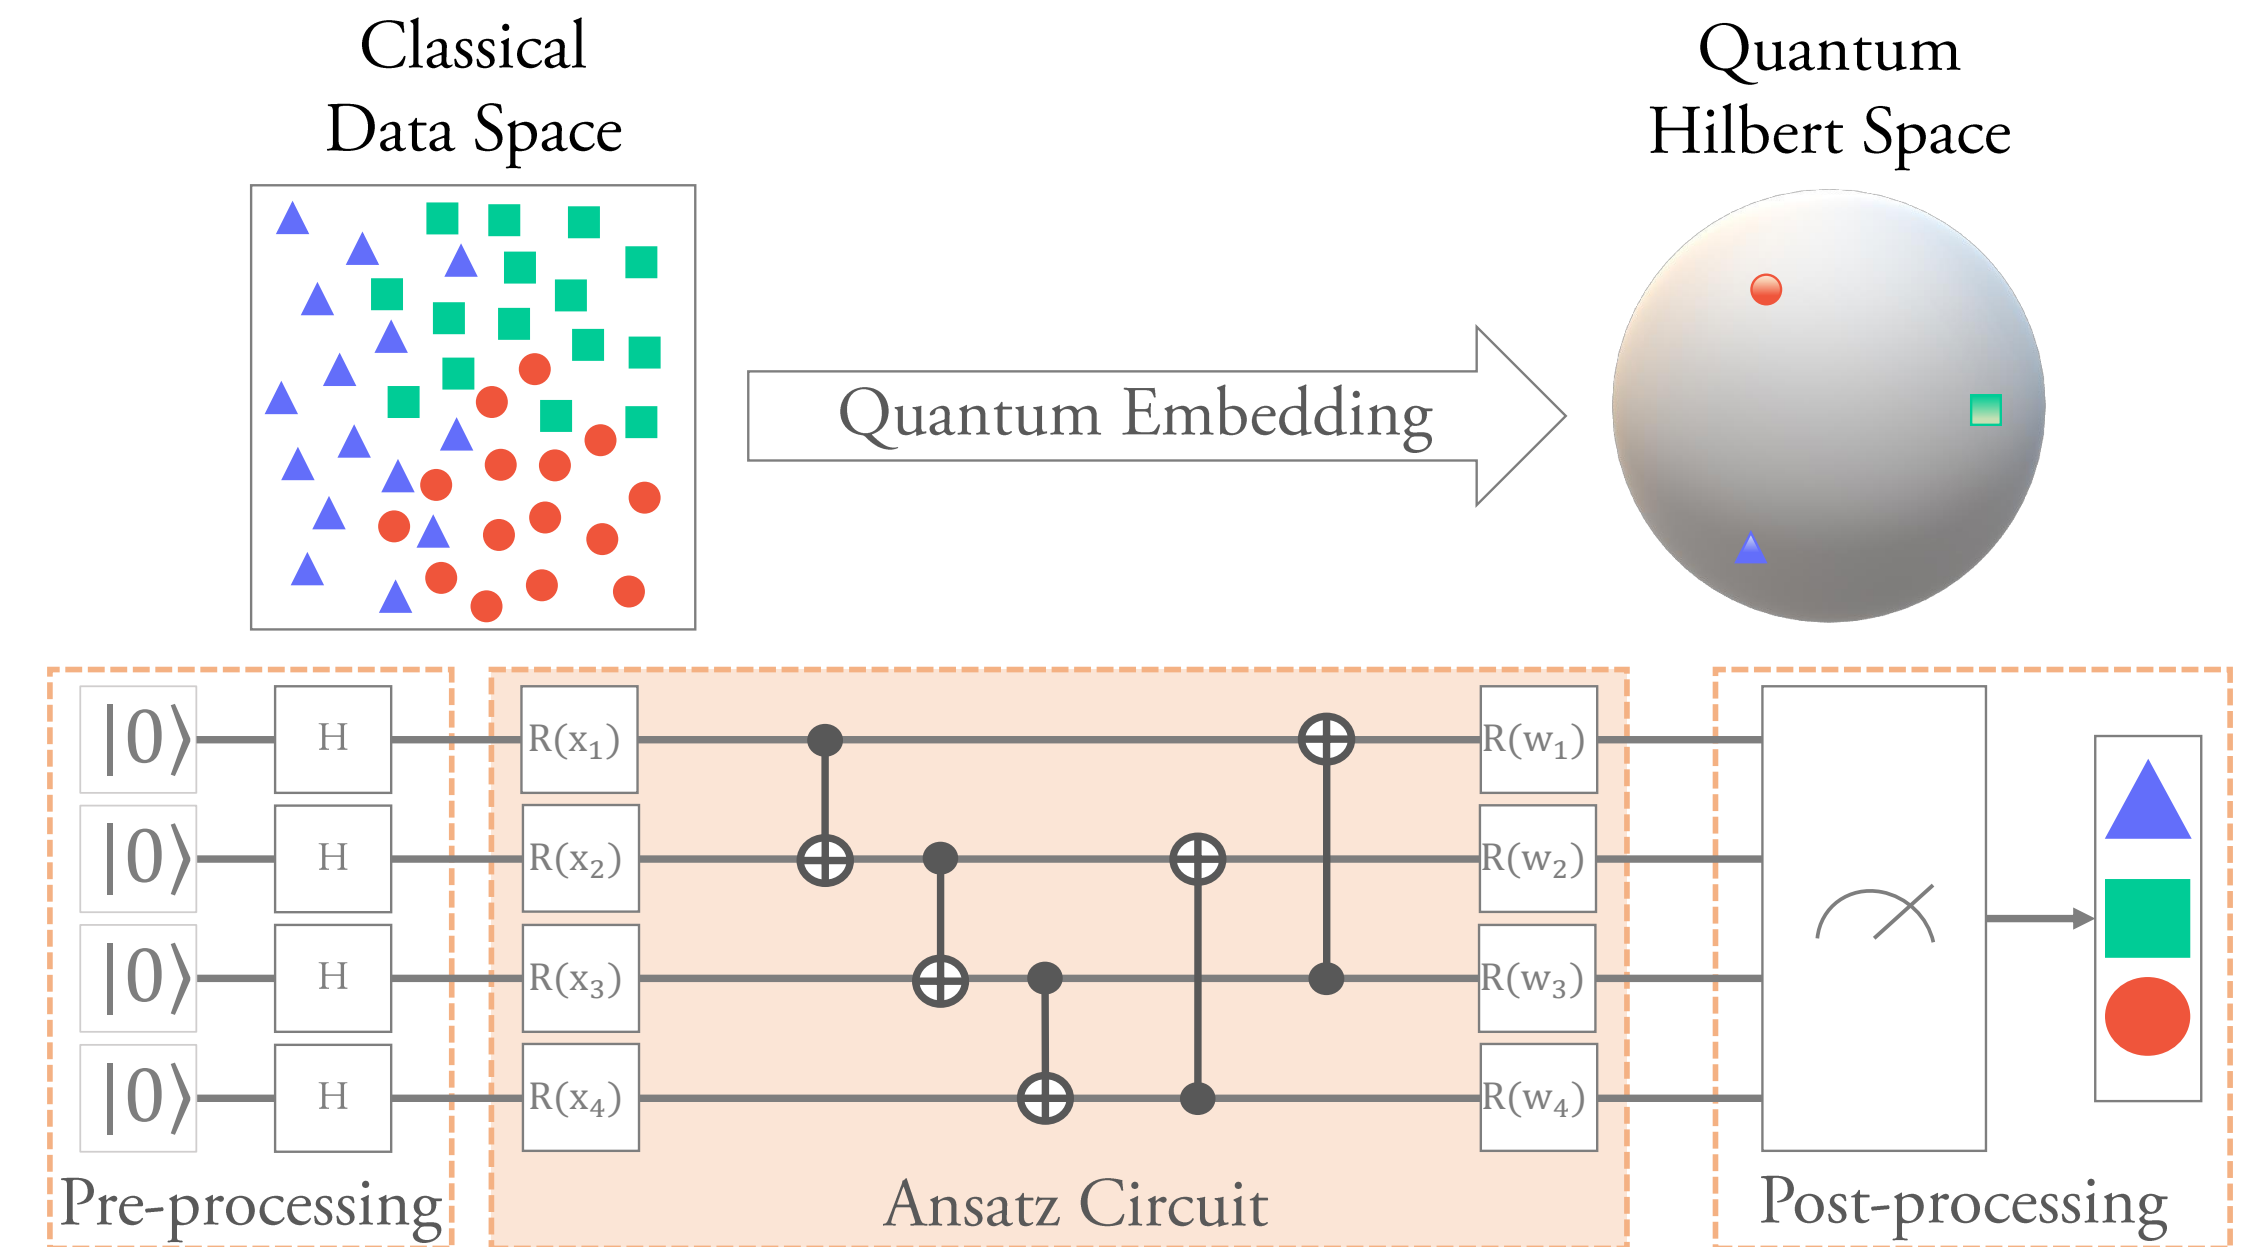 Classical
Data Space
Quantum
Hilbert Space
Quantum Embedding
|0⟩ H R(x₁) R(w₁)
|0⟩ H R(x₂) R(w₂)
|0⟩ H R(x₃) R(w₃)
|0⟩ H R(x₄) R(w₄)
Pre-processing
Ansatz Circuit
Post-processing